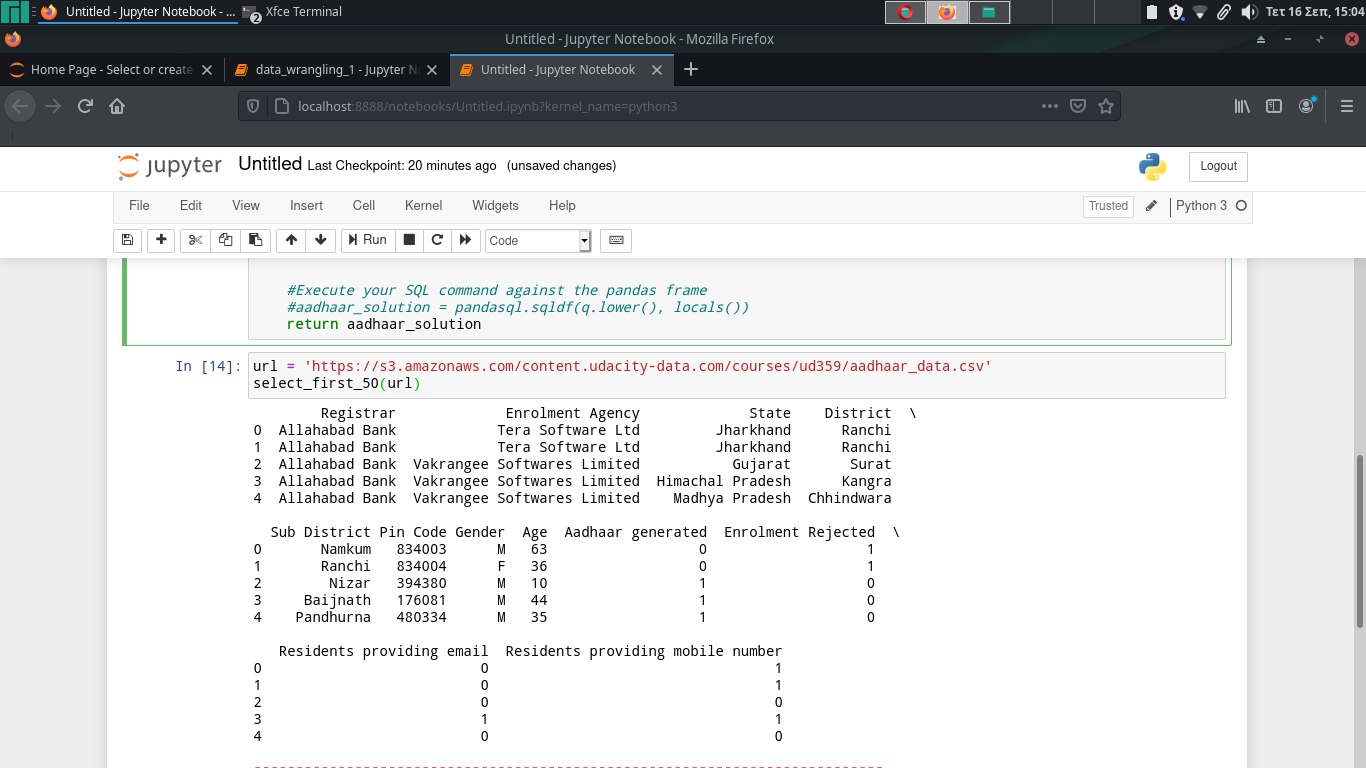 Untitled - Jupyter Notebook - ...
2 Xfce Terminal
Τετ 16 Σεπ, 15:04
Untitled - Jupyter Notebook - Mozilla Firefox
Home Page - Select or create
data_wrangling_1 - Jupyter N
Untitled - Jupyter Notebook
localhost:8888/notebooks/Untitled.ipynb?kernel_name=python3
jupyter Untitled Last Checkpoint: 20 minutes ago (unsaved changes)
Logout
File Edit View Insert Cell Kernel Widgets Help
Trusted Python 3
Run Code
#Execute your SQL command against the pandas frame
#aadhaar_solution = pandasql.sqldf(q.lower(), locals())
return aadhaar_solution
In [14]: url = 'https://s3.amazonaws.com/content.udacity-data.com/courses/ud359/aadhaar_data.csv'
select_first_50(url)
Registrar Enrolment Agency State District \
0 Allahabad Bank Tera Software Ltd Jharkhand Ranchi
1 Allahabad Bank Tera Software Ltd Jharkhand Ranchi
2 Allahabad Bank Vakrangee Softwares Limited Gujarat Surat
3 Allahabad Bank Vakrangee Softwares Limited Himachal Pradesh Kangra
4 Allahabad Bank Vakrangee Softwares Limited Madhya Pradesh Chhindwara
Sub District Pin Code Gender Age Aadhaar generated Enrolment Rejected \
0 Namkum 834003 M 63 0 1
1 Ranchi 834004 F 36 0 1
2 Nizar 394380 M 10 1 0
3 Baijnath 176081 M 44 1 0
4 Pandhurna 480334 M 35 1 0
Residents providing email Residents providing mobile number
0 0 1
1 0 1
2 0 0
3 1 1
4 0 0
---------------------------------------------------------------------------